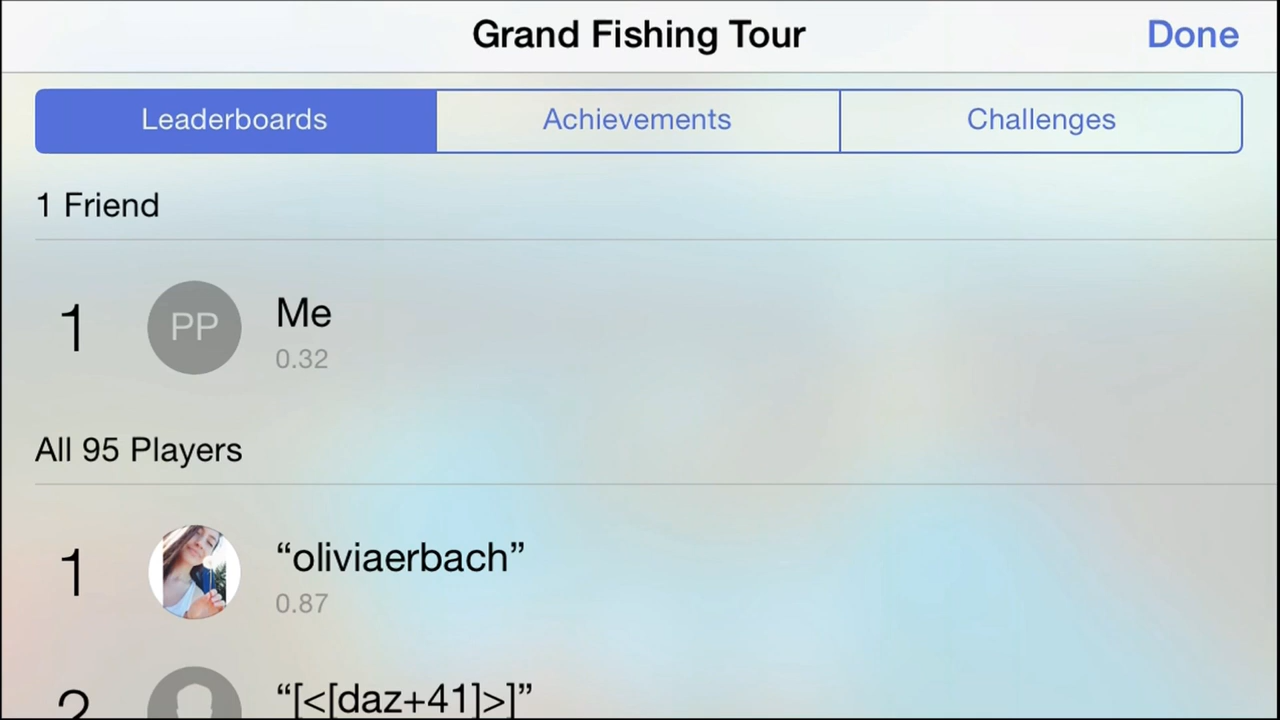 Grand Fishing Tour
Done
Leaderboards
Achievements
Challenges
1 Friend
1
PP
Me
0.32
All 95 Players
1
“oliviaerbach”
0.87
2
“[<[daz+41]>]”